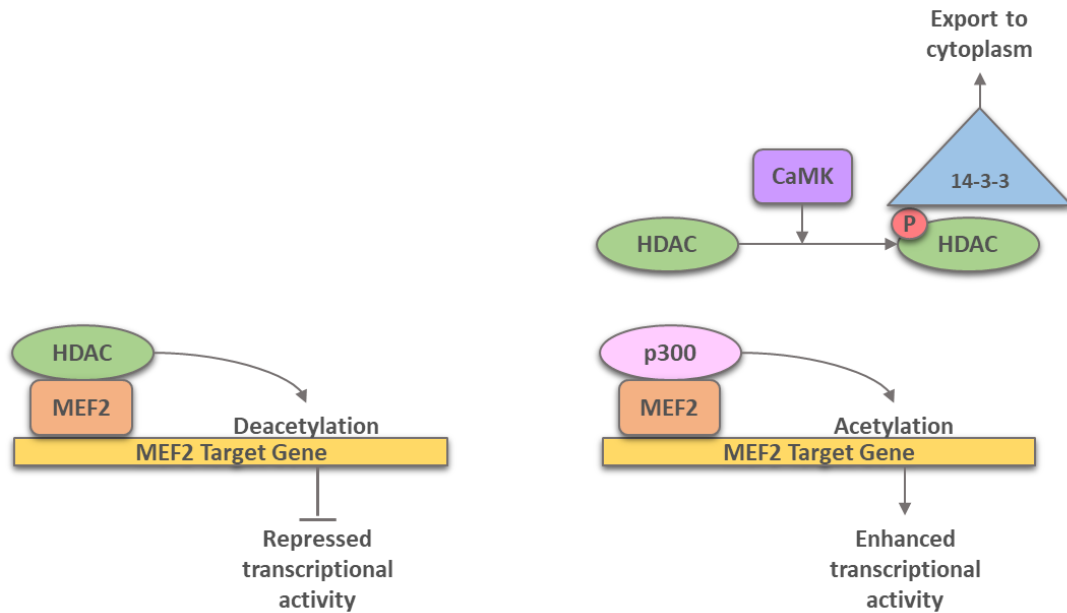 HDAC
MEF2
Deacetylation
MEF2 Target Gene
Repressed
transcriptional
activity
Export to
cytoplasm
14-3-3
CaMK
P
HDAC
HDAC
p300
MEF2
Acetylation
MEF2 Target Gene
Enhanced
transcriptional
activity